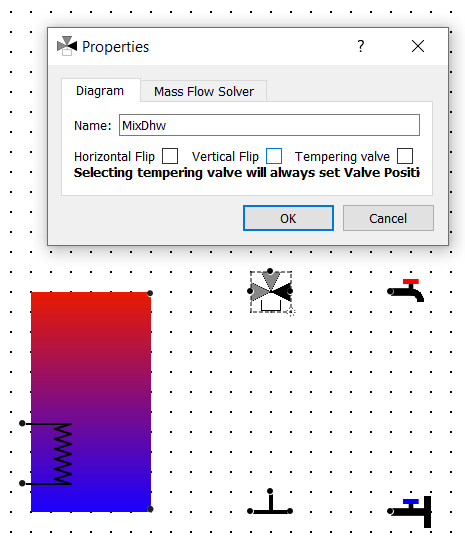 Properties
?
Diagram Mass Flow Solver
Name: MixDhw
Horizontal Flip Vertical Flip Tempering valve
Selecting tempering valve will always set Valve Positi
OK Cancel